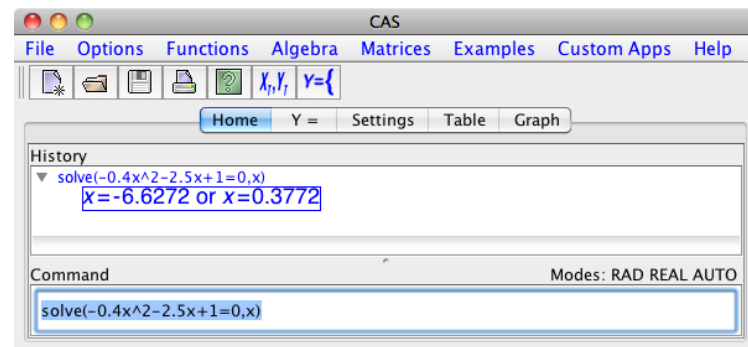 CAS
File Options Functions Algebra Matrices Examples Custom Apps Help
X₁,Y₁ Y={
Home Y = Settings Table Graph
History
solve(-0.4x^2-2.5x+1=0,x)
x=-6.6272 or x=0.3772
Command Modes: RAD REAL AUTO
solve(-0.4x^2-2.5x+1=0,x)